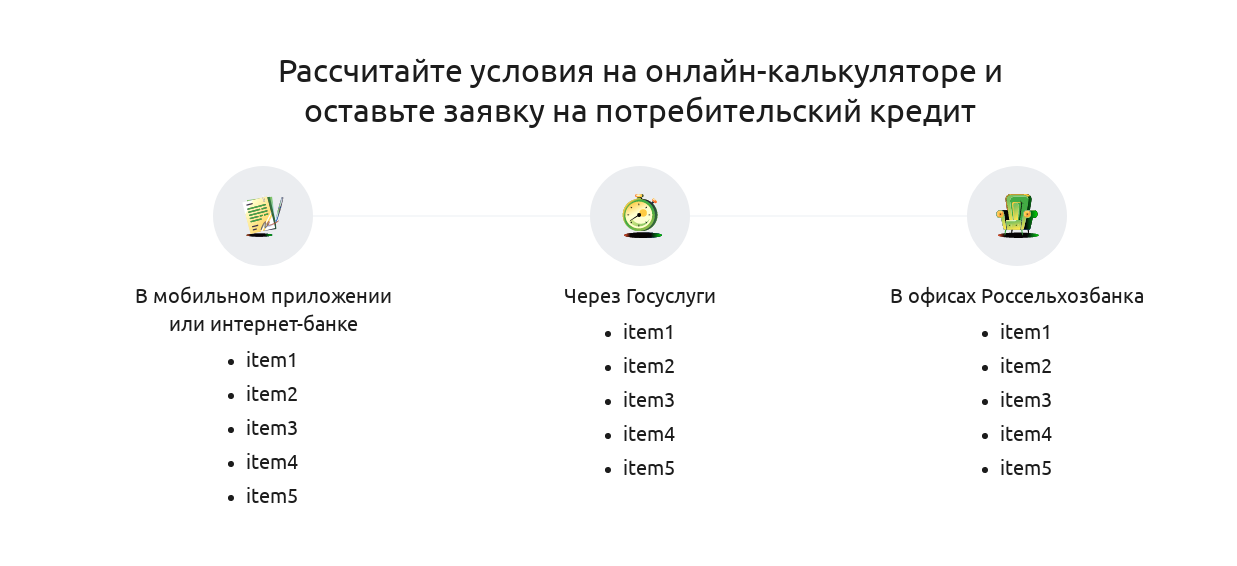 Рассчитайте условия на онлайн-калькуляторе и
оставьте заявку на потребительский кредит
В мобильном приложении
или интернет-банке
• item1
• item2
• item3
• item4
• item5
Через Госуслуги
• item1
• item2
• item3
• item4
• item5
В офисах Россельхозбанка
• item1
• item2
• item3
• item4
• item5